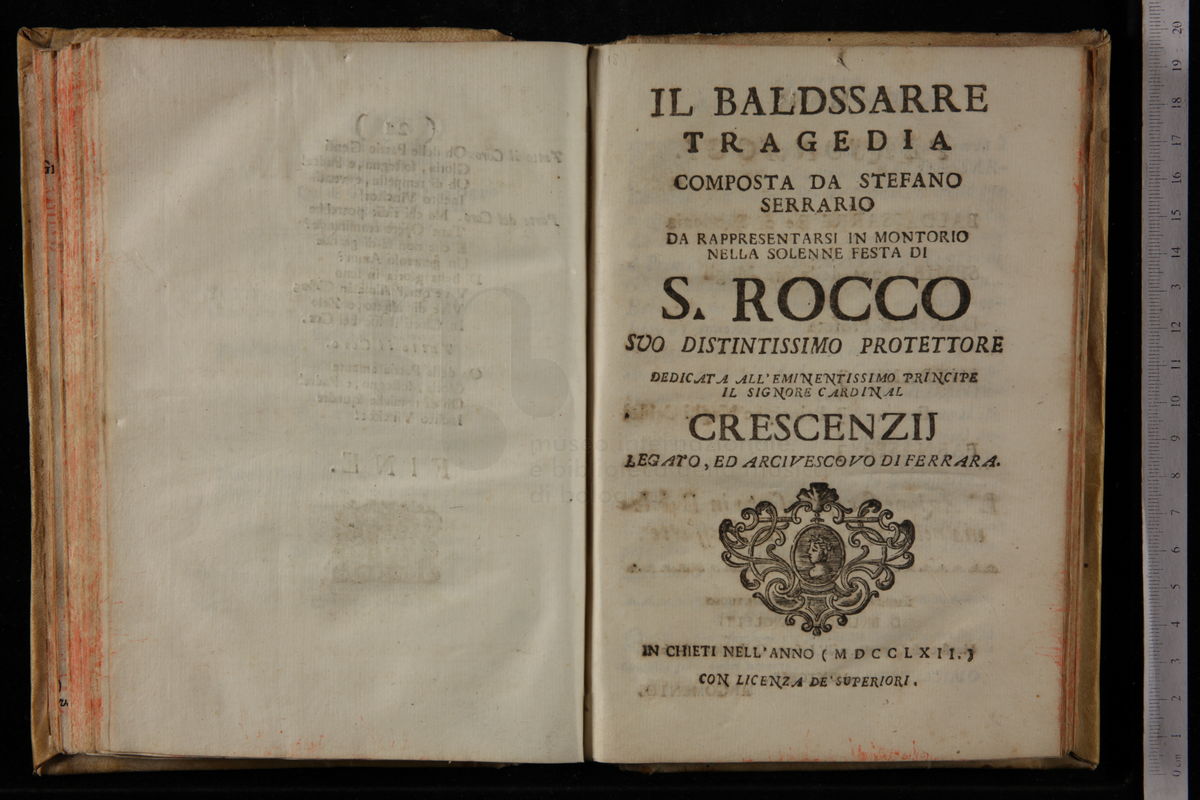 IL BALDSSARRE
TRAGEDIA
COMPOSTA DA STEFANO
SERRARIO
DA RAPPRESENTARSI IN MONTORIO
NELLA SOLENNE FESTA DI
S. ROCCO
SVO DISTINTISSIMO PROTETTORE
DEDICATA ALL'EMINENTISSIMO PRINCIPE
IL SIGNORE CARDINAL
CRESCENZIJ
LEGATO, ED ARCIVESCOVO DI FERRARA.
IN CHIETI NELL'ANNO (MDCCLXII.)
CON LICENZA DE' SUPERIORI.